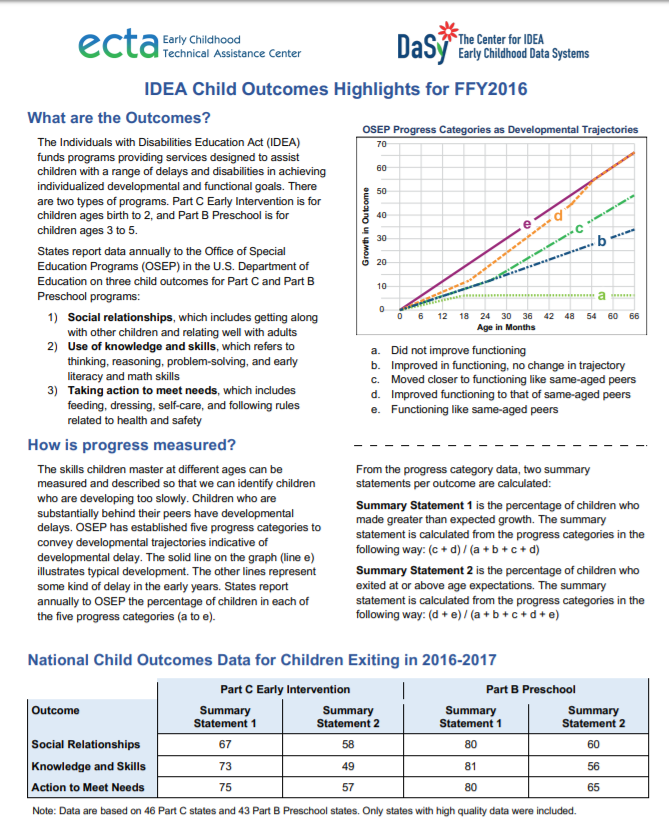 ecta Early Childhood
Technical Assistance Center
DaSy The Center for IDEA
Early Childhood Data Systems
IDEA Child Outcomes Highlights for FFY2016
What are the Outcomes?
The Individuals with Disabilities Education Act (IDEA)
funds programs providing services designed to assist
children with a range of delays and disabilities in achieving
individualized developmental and functional goals. There
are two types of programs. Part C Early Intervention is for
children ages birth to 2, and Part B Preschool is for
children ages 3 to 5.
States report data annually to the Office of Special
Education Programs (OSEP) in the U.S. Department of
Education on three child outcomes for Part C and Part B
Preschool programs:
1) Social relationships, which includes getting along
with other children and relating well with adults
2) Use of knowledge and skills, which refers to
thinking, reasoning, problem-solving, and early
literacy and math skills
3) Taking action to meet needs, which includes
feeding, dressing, self-care, and following rules
related to health and safety
OSEP Progress Categories as Developmental Trajectories
Growth in Outcome
70
60
50
40
30
20
10
0
e
d
c
b
a
0 6 12 18 24 30 36 42 48 54 60 66
Age in Months
a. Did not improve functioning
b. Improved in functioning, no change in trajectory
c. Moved closer to functioning like same-aged peers
d. Improved functioning to that of same-aged peers
e. Functioning like same-aged peers
How is progress measured?
The skills children master at different ages can be
measured and described so that we can identify children
who are developing too slowly. Children who are
substantially behind their peers have developmental
delays. OSEP has established five progress categories to
convey developmental trajectories indicative of
developmental delay. The solid line on the graph (line e)
illustrates typical development. The other lines represent
some kind of delay in the early years. States report
annually to OSEP the percentage of children in each of
the five progress categories (a to e).
From the progress category data, two summary
statements per outcome are calculated:
Summary Statement 1 is the percentage of children who
made greater than expected growth. The summary
statement is calculated from the progress categories in the
following way: (c + d) / (a + b + c + d)
Summary Statement 2 is the percentage of children who
exited at or above age expectations. The summary
statement is calculated from the progress categories in the
following way: (d + e) / (a + b + c + d + e)
National Child Outcomes Data for Children Exiting in 2016-2017
Part C Early Intervention Part B Preschool
Outcome Summary Statement 1 Summary Statement 2 Summary Statement 1 Summary Statement 2
Social Relationships 67 58 80 60
Knowledge and Skills 73 49 81 56
Action to Meet Needs 75 57 80 65
Note: Data are based on 46 Part C states and 43 Part B Preschool states. Only states with high quality data were included.